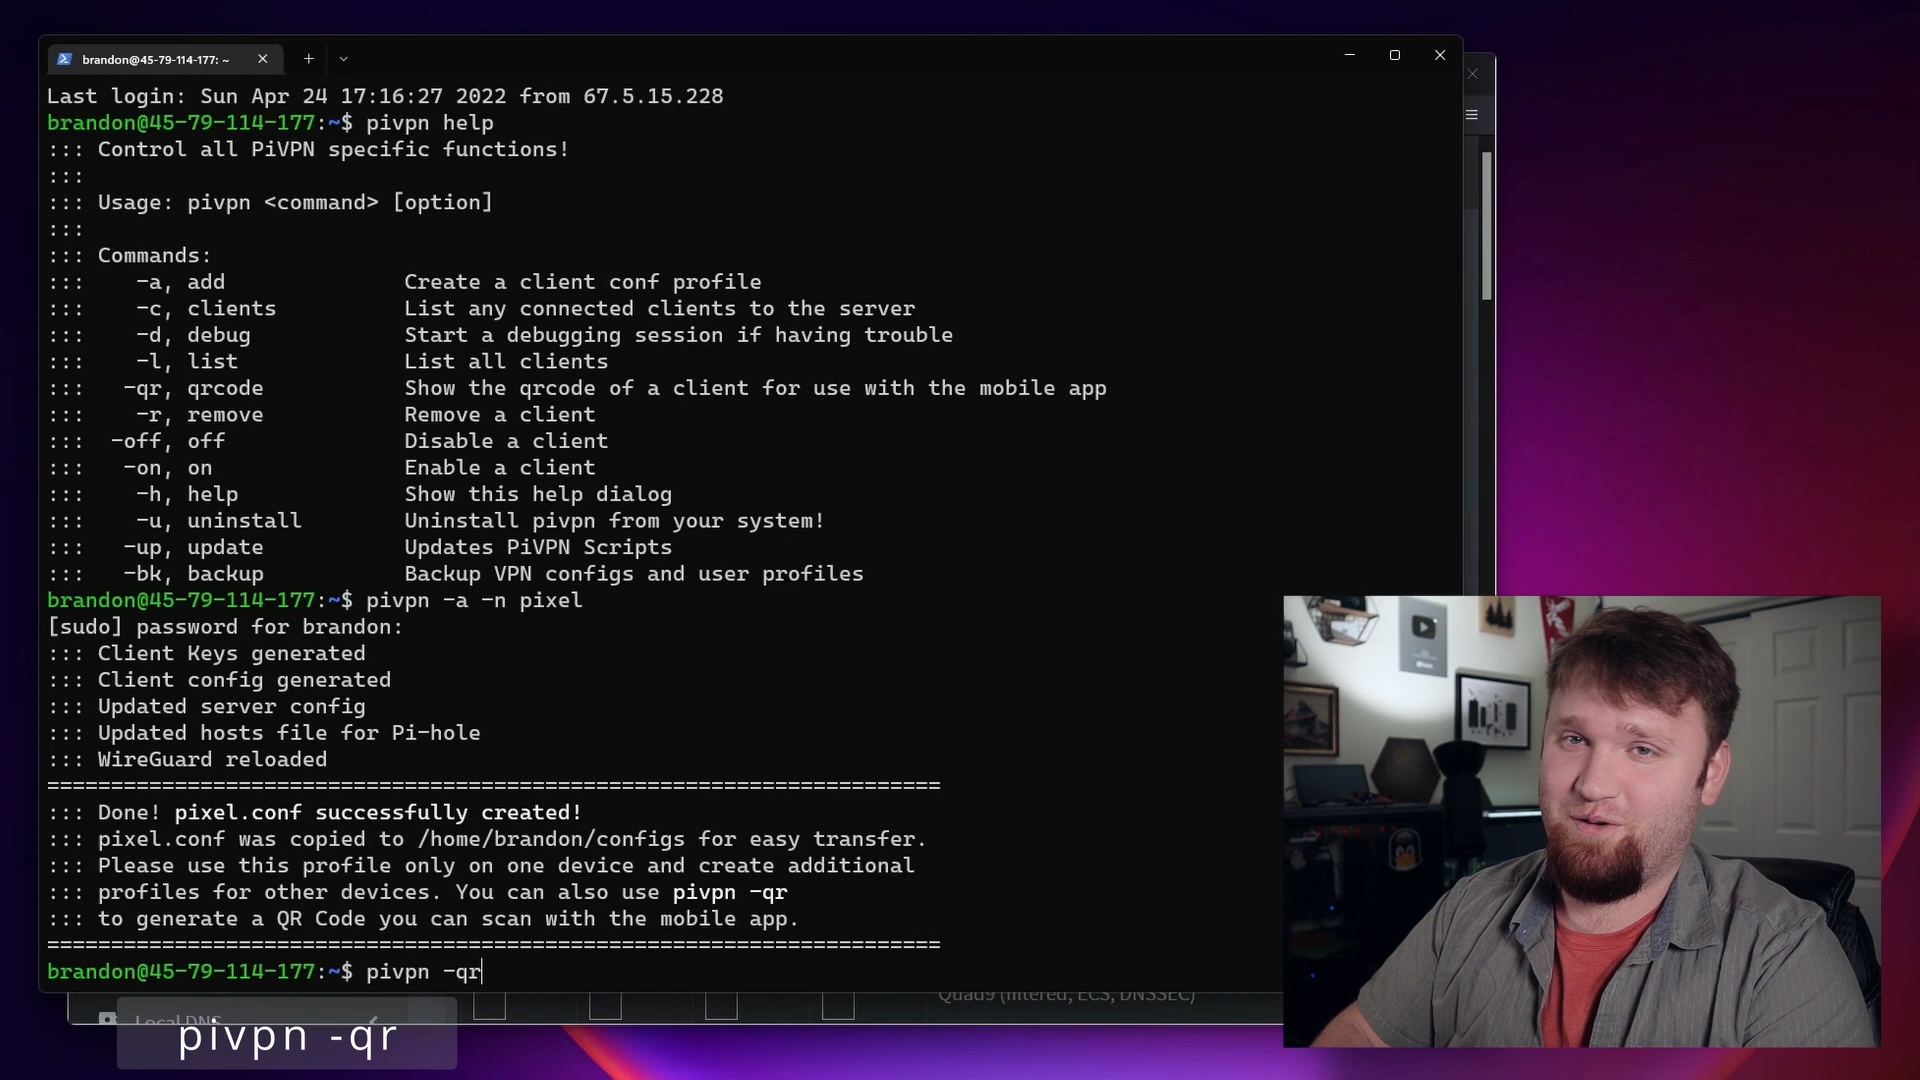 brandon@45-79-114-177: ~
Last login: Sun Apr 24 17:16:27 2022 from 67.5.15.228
brandon@45-79-114-177:~$ pivpn help
::: Control all PiVPN specific functions!
:::
::: Usage: pivpn <command> [option]
:::
::: Commands:
:::    -a, add              Create a client conf profile
:::    -c, clients          List any connected clients to the server
:::    -d, debug            Start a debugging session if having trouble
:::    -l, list             List all clients
:::   -qr, qrcode           Show the qrcode of a client for use with the mobile app
:::    -r, remove           Remove a client
:::  -off, off              Disable a client
:::   -on, on               Enable a client
:::    -h, help             Show this help dialog
:::    -u, uninstall        Uninstall pivpn from your system!
:::   -up, update           Updates PiVPN Scripts
:::   -bk, backup           Backup VPN configs and user profiles
brandon@45-79-114-177:~$ pivpn -a -n pixel
[sudo] password for brandon:
::: Client Keys generated
::: Client config generated
::: Updated server config
::: Updated hosts file for Pi-hole
::: WireGuard reloaded
======================================================================
::: Done! pixel.conf successfully created!
::: pixel.conf was copied to /home/brandon/configs for easy transfer.
::: Please use this profile only on one device and create additional
::: profiles for other devices. You can also use pivpn -qr
::: to generate a QR Code you can scan with the mobile app.
======================================================================
brandon@45-79-114-177:~$ pivpn -qr
Quad9 (filtered, ECS, DNSSEC)
Local DNS
pivpn -qr